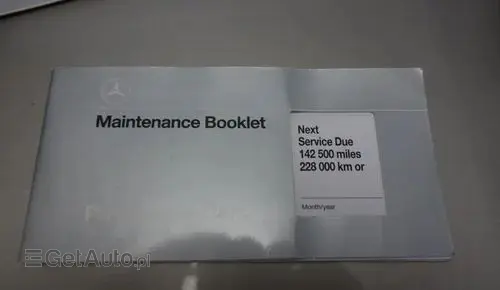 Maintenance Booklet
Next
Service Due
142 500 miles
228 000 km or
Month/year
GetAuto.pl